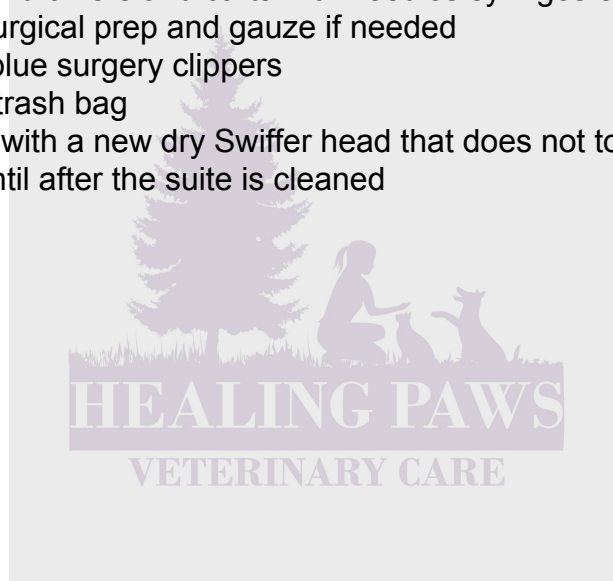 urgical prep and gauze if needed
blue surgery clippers
trash bag
with a new dry Swiffer head that does not to
ntil after the suite is cleaned
HEALING PAWS
VETERINARY CARE